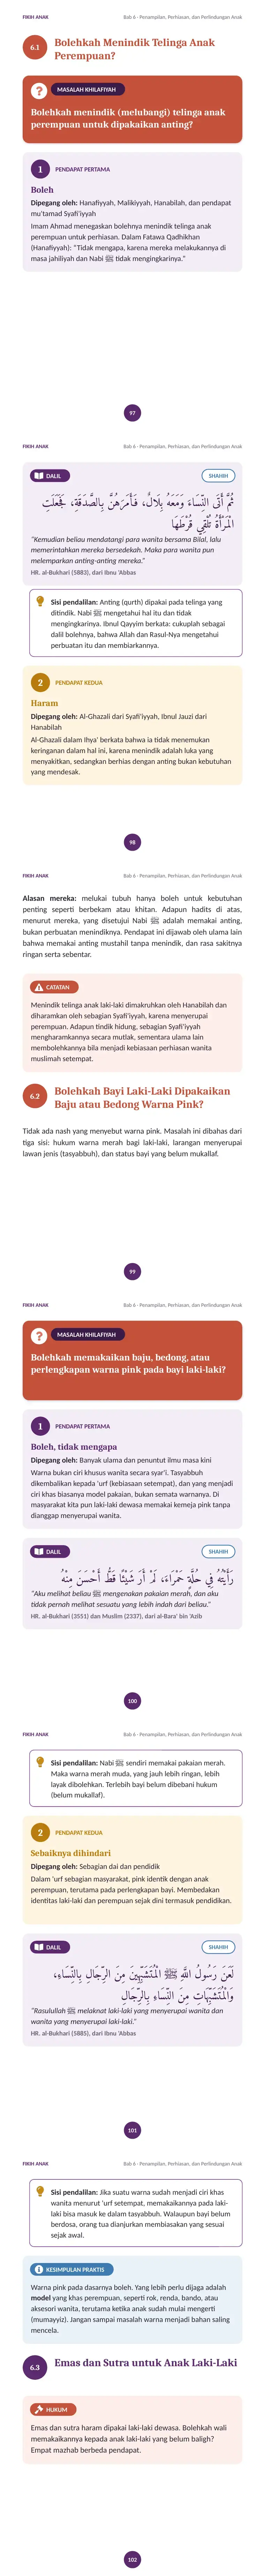 FIKIH ANAK
Bab 6 - Penampilan, Perhiasan, dan Perlindungan Anak
6.1
Bolehkah Menindik Telinga Anak
Perempuan?
MASALAH KHILAFIYAH
Bolehkah menindik (melubangi) telinga anak
perempuan untuk dipakaikan anting?
1
PENDAPAT PERTAMA
Boleh
Dipegang oleh: Hanafiyyah, Malikiyyah, Hanabilah, dan pendapat
mu'tamad Syafi'iyyah
Imam Ahmad menegaskan bolehnya menindik telinga anak
perempuan untuk perhiasan. Dalam Fatawa Qadhikhan
(Hanafiyyah): "Tidak mengapa, karena mereka melakukannya di
masa jahiliyah dan Nabi ﷺ tidak mengingkarinya."
97
FIKIH ANAK
Bab 6 - Penampilan, Perhiasan, dan Perlindungan Anak
DALIL
SHAHIH
ثُمَّ أَتَى النِّسَاءَ وَمَعَهُ بِلَالٌ، فَأَمَرَهُنَّ بِالصَّدَقَةِ، فَجَعَلَتِ
الْمَرْأَةُ تُلْقِي قُرْطَهَا
"Kemudian beliau mendatangi para wanita bersama Bilal, lalu
memerintahkan mereka bersedekah. Maka para wanita pun
melemparkan anting-anting mereka."
HR. al-Bukhari (5883), dari Ibnu 'Abbas
Sisi pendalilan: Anting (qurth) dipakai pada telinga yang
ditindik. Nabi ﷺ mengetahui hal itu dan tidak
mengingkarinya. Ibnul Qayyim berkata: cukuplah sebagai
dalil bolehnya, bahwa Allah dan Rasul-Nya mengetahui
perbuatan itu dan membiarkannya.
2
PENDAPAT KEDUA
Haram
Dipegang oleh: Al-Ghazali dari Syafi'iyyah, Ibnul Jauzi dari
Hanabilah
Al-Ghazali dalam Ihya' berkata bahwa ia tidak menemukan
keringanan dalam hal ini, karena menindik adalah luka yang
menyakitkan, sedangkan berhias dengan anting bukan kebutuhan
yang mendesak.
98
FIKIH ANAK
Bab 6 - Penampilan, Perhiasan, dan Perlindungan Anak
Alasan mereka: melukai tubuh hanya boleh untuk kebutuhan
penting seperti berbekam atau khitan. Adapun hadits di atas,
menurut mereka, yang disetujui Nabi ﷺ adalah memakai anting,
bukan perbuatan menindiknya. Pendapat ini dijawab oleh ulama lain
bahwa memakai anting mustahil tanpa menindik, dan rasa sakitnya
ringan serta sebentar.
CATATAN
Menindik telinga anak laki-laki dimakruhkan oleh Hanabilah dan
diharamkan oleh sebagian Syafi'iyyah, karena menyerupai
perempuan. Adapun tindik hidung, sebagian Syafi'iyyah
mengharamkannya secara mutlak, sementara ulama lain
membolehkannya bila menjadi kebiasaan perhiasan wanita
muslimah setempat.
6.2
Bolehkah Bayi Laki-Laki Dipakaikan
Baju atau Bedong Warna Pink?
Tidak ada nash yang menyebut warna pink. Masalah ini dibahas dari
tiga sisi: hukum warna merah bagi laki-laki, larangan menyerupai
lawan jenis (tasyabbuh), dan status bayi yang belum mukallaf.
99
FIKIH ANAK
Bab 6 - Penampilan, Perhiasan, dan Perlindungan Anak
MASALAH KHILAFIYAH
Bolehkah memakaikan baju, bedong, atau
perlengkapan warna pink pada bayi laki-laki?
1
PENDAPAT PERTAMA
Boleh, tidak mengapa
Dipegang oleh: Banyak ulama dan penuntut ilmu masa kini
Warna bukan ciri khusus wanita secara syar'i. Tasyabbuh
dikembalikan kepada 'urf (kebiasaan setempat), dan yang menjadi
ciri khas biasanya model pakaian, bukan semata warnanya. Di
masyarakat kita pun laki-laki dewasa memakai kemeja pink tanpa
dianggap menyerupai wanita.
DALIL
SHAHIH
رَأَيْتُهُ فِي حُلَّةٍ حَمْرَاءَ، لَمْ أَرَ شَيْئًا قَطُّ أَحْسَنَ مِنْهُ
"Aku melihat beliau ﷺ mengenakan pakaian merah, dan aku
tidak pernah melihat sesuatu yang lebih indah dari beliau."
HR. al-Bukhari (3551) dan Muslim (2337), dari al-Bara' bin 'Azib
100
FIKIH ANAK
Bab 6 - Penampilan, Perhiasan, dan Perlindungan Anak
Sisi pendalilan: Nabi ﷺ sendiri memakai pakaian merah.
Maka warna merah muda, yang jauh lebih ringan, lebih
layak dibolehkan. Terlebih bayi belum dibebani hukum
(belum mukallaf).
2
PENDAPAT KEDUA
Sebaiknya dihindari
Dipegang oleh: Sebagian dai dan pendidik
Dalam 'urf sebagian masyarakat, pink identik dengan anak
perempuan, terutama pada perlengkapan bayi. Membedakan
identitas laki-laki dan perempuan sejak dini termasuk pendidikan.
DALIL
SHAHIH
لَعَنَ رَسُولُ اللَّهِ ﷺ الْمُتَشَبِّهِينَ مِنَ الرِّجَالِ بِالنِّسَاءِ،
وَالْمُتَشَبِّهَاتِ مِنَ النِّسَاءِ بِالرِّجَالِ
"Rasulullah ﷺ melaknat laki-laki yang menyerupai wanita dan
wanita yang menyerupai laki-laki."
HR. al-Bukhari (5885), dari Ibnu 'Abbas
101
FIKIH ANAK
Bab 6 - Penampilan, Perhiasan, dan Perlindungan Anak
Sisi pendalilan: Jika suatu warna sudah menjadi ciri khas
wanita menurut 'urf setempat, memakaikannya pada laki-
laki bisa masuk ke dalam tasyabbuh. Walaupun bayi belum
berdosa, orang tua dianjurkan membiasakan yang sesuai
sejak awal.
KESIMPULAN PRAKTIS
Warna pink pada dasarnya boleh. Yang lebih perlu dijaga adalah
model yang khas perempuan, seperti rok, renda, bando, atau
aksesori wanita, terutama ketika anak sudah mulai mengerti
(mumayyiz). Jangan sampai masalah warna menjadi bahan saling
mencela.
6.3
Emas dan Sutra untuk Anak Laki-Laki
HUKUM
Emas dan sutra haram dipakai laki-laki dewasa. Bolehkah wali
memakaikannya kepada anak laki-laki yang belum baligh?
Empat mazhab berbeda pendapat.
102